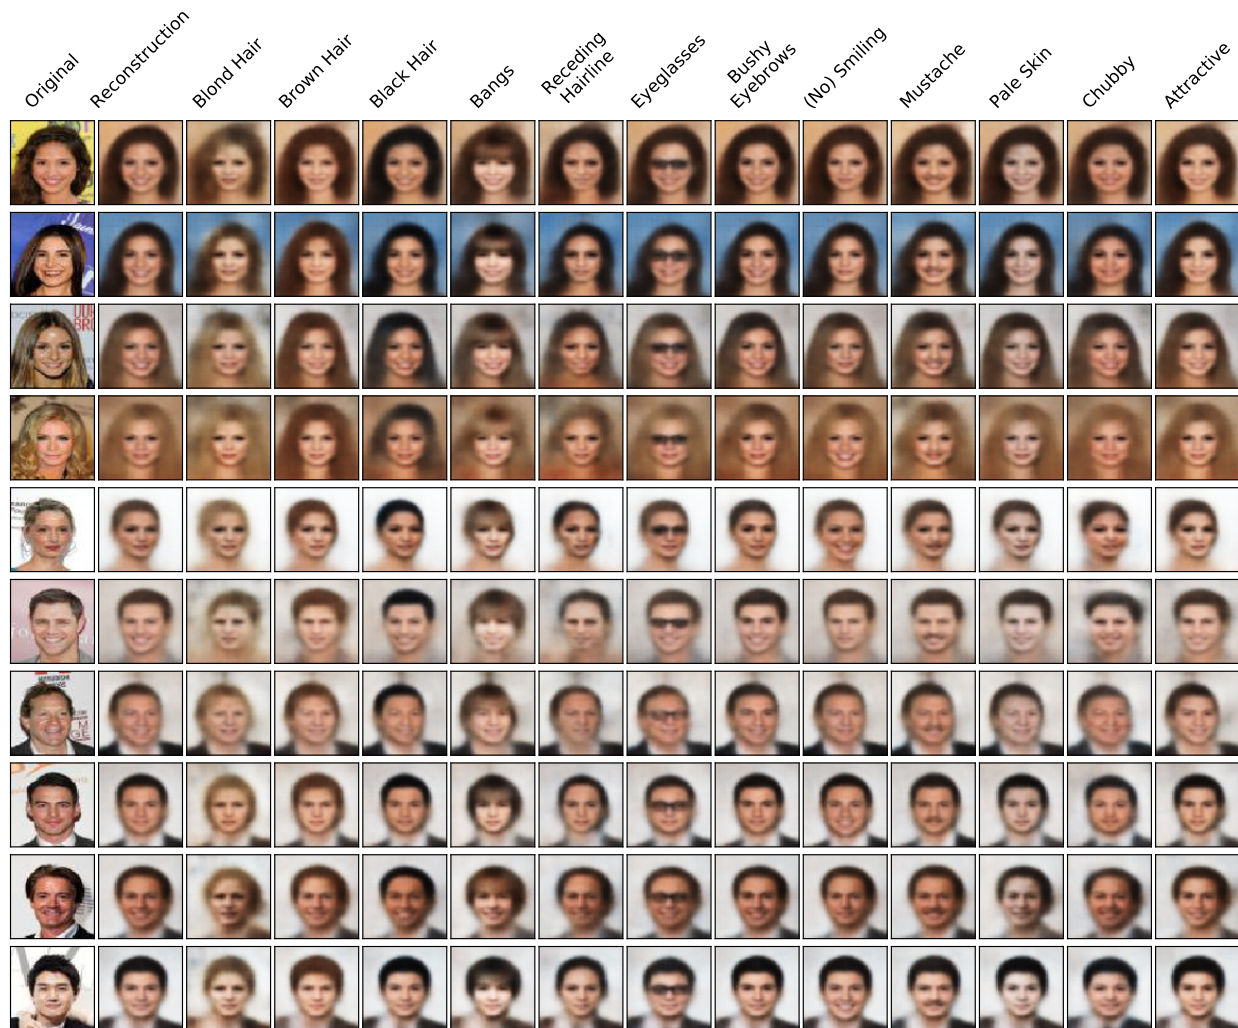 Original
Reconstruction
Blond Hair
Brown Hair
Black Hair
Bangs
Receding
Hairline
Eyeglasses
Bushy
Eyebrows
(No) Smiling
Mustache
Pale Skin
Chubby
Attractive